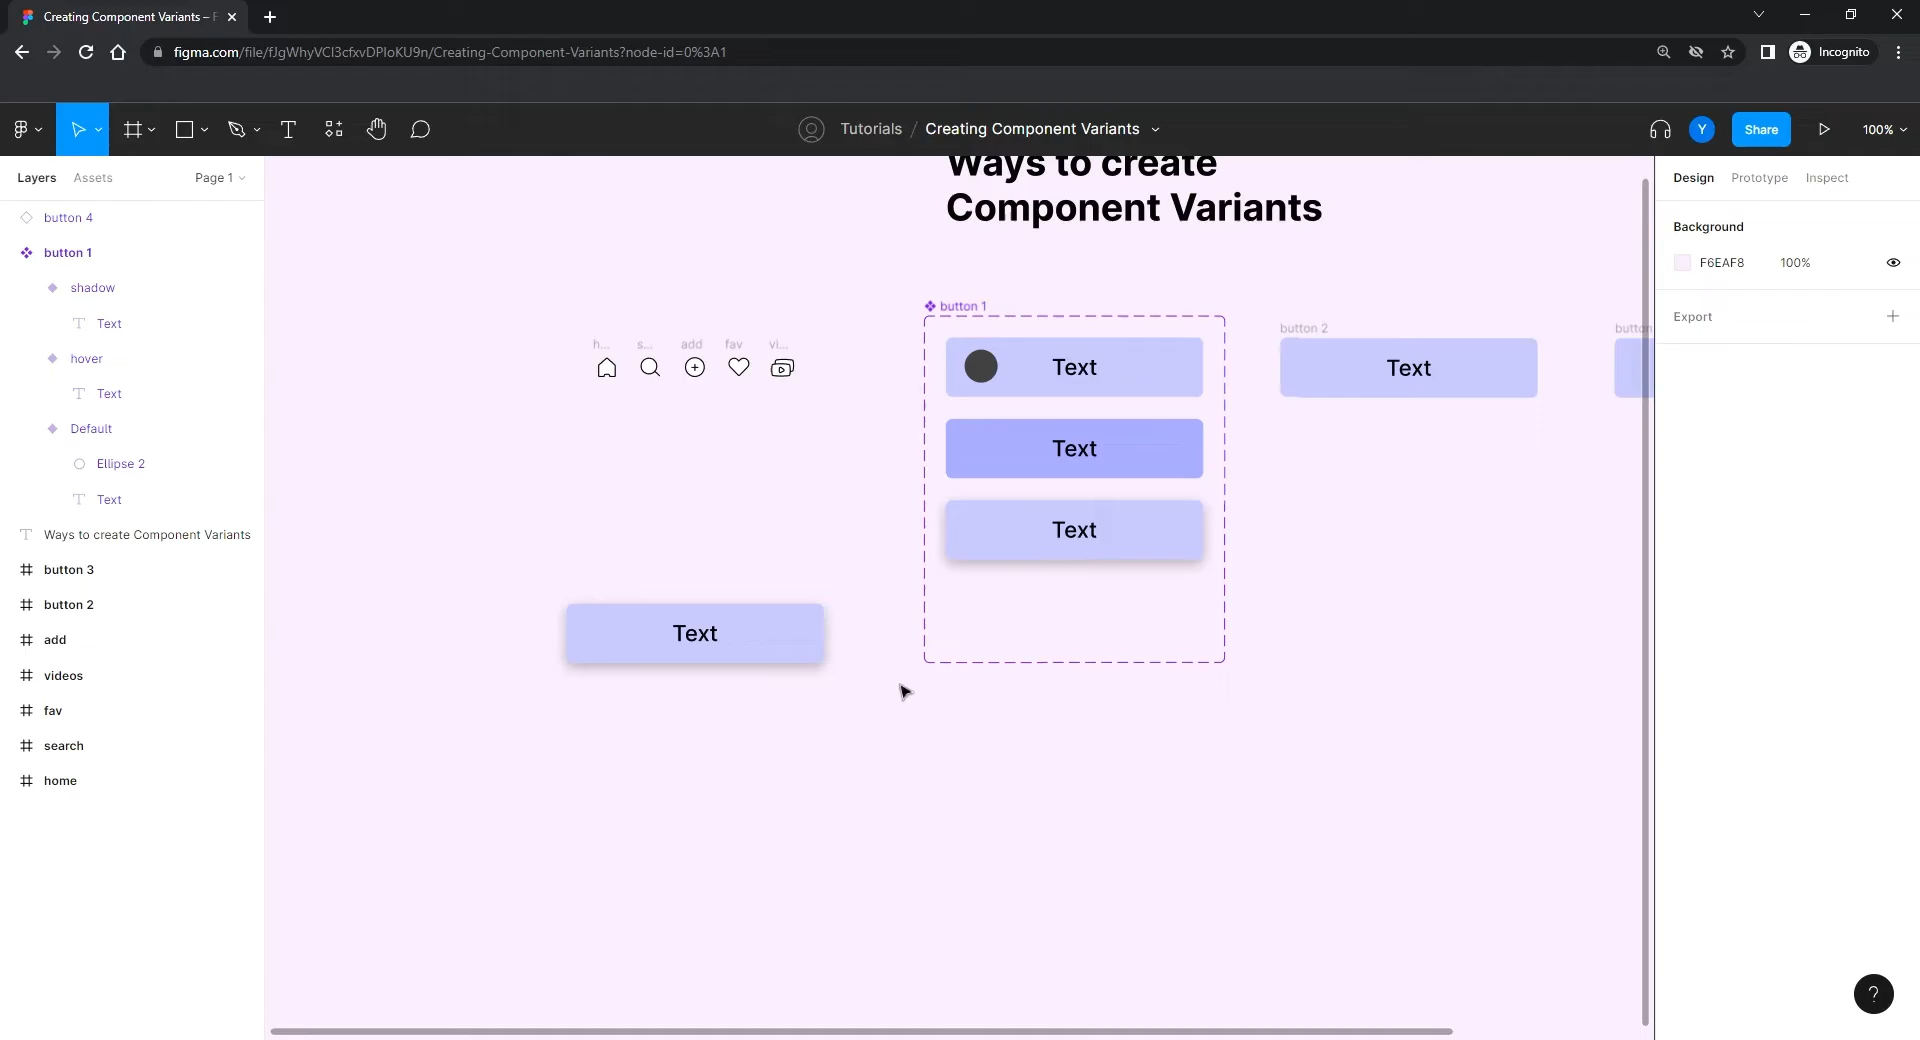 Creating Component Variants – F
figma.com/file/fJgWhyVCl3cfxvDPloKU9n/Creating-Component-Variants?node-id=0%3A1
Incognito
Tutorials / Creating Component Variants
Y
Share
100%
Layers
Assets
Page 1
button 4
button 1
shadow
Text
hover
Text
Default
Ellipse 2
Text
Ways to create Component Variants
button 3
button 2
add
videos
fav
search
home
Ways to create
Component Variants
h...
s...
add
fav
vi...
button 1
Text
Text
Text
button 2
Text
button
Text
Design
Prototype
Inspect
Background
F6EAF8
100%
Export
?